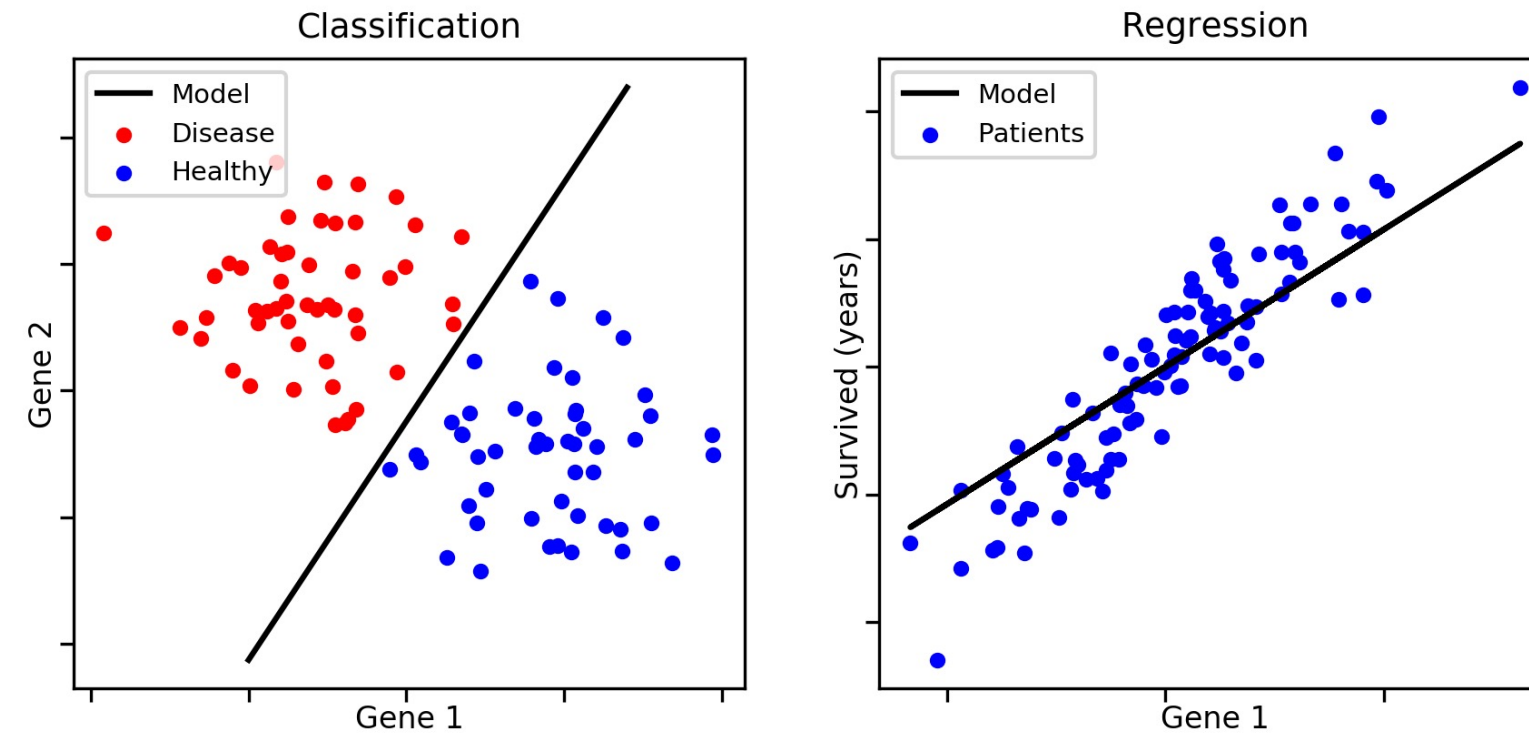 Classification
Model
Disease
Healthy
Gene 2
Gene 1
Regression
Model
Patients
Survived (years)
Gene 1